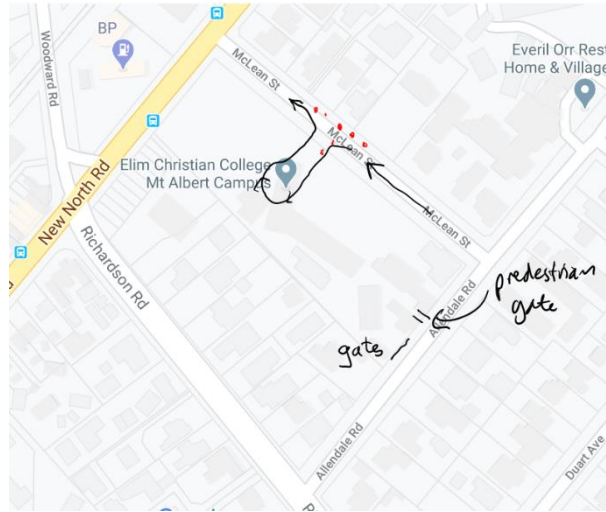 BP
Woodward Rd
McLean St
Everil Orr Rest
Home & Village
McLean St
Elim Christian College
Mt Albert Campus
New North Rd
McLean St
Richardson Rd
predestrian
gate
Allendale Rd
gates
Allendale Rd
Duart Ave